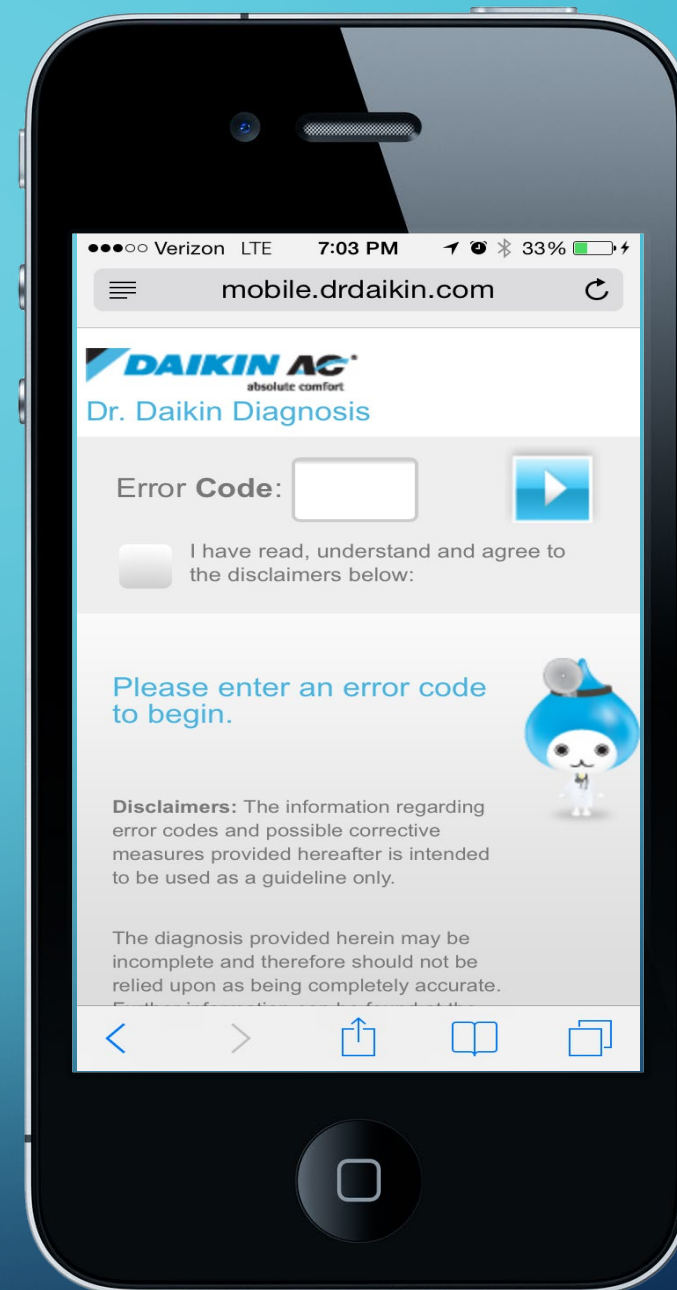 Verizon LTE 7:03 PM 33%
mobile.drdaikin.com
DAIKIN AC
absolute comfort
Dr. Daikin Diagnosis
Error Code:
I have read, understand and agree to
the disclaimers below:
Please enter an error code
to begin.
Disclaimers: The information regarding
error codes and possible corrective
measures provided hereafter is intended
to be used as a guideline only.
The diagnosis provided herein may be
incomplete and therefore should not be
relied upon as being completely accurate.